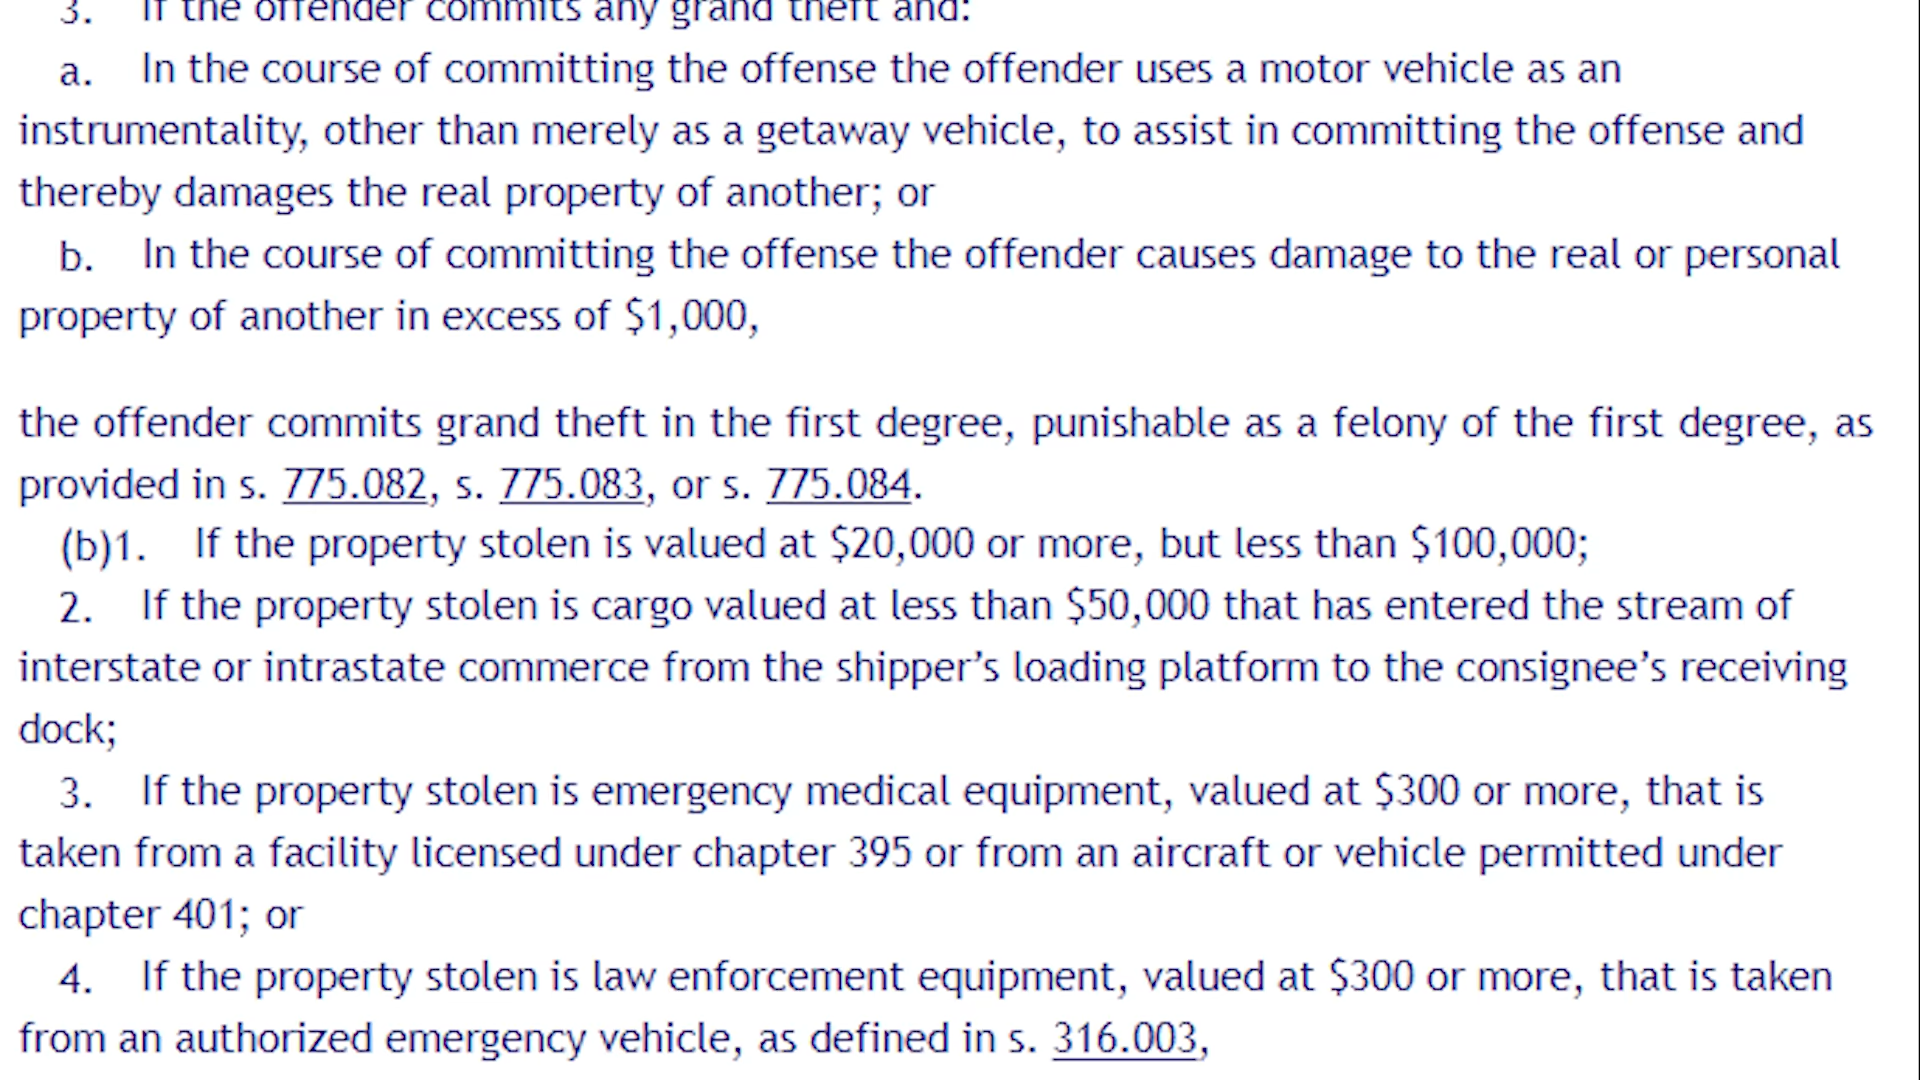 3. If the offender commits any grand theft and:
a. In the course of committing the offense the offender uses a motor vehicle as an
instrumentality, other than merely as a getaway vehicle, to assist in committing the offense and
thereby damages the real property of another; or
b. In the course of committing the offense the offender causes damage to the real or personal
property of another in excess of $1,000,
the offender commits grand theft in the first degree, punishable as a felony of the first degree, as
provided in s. 775.082, s. 775.083, or s. 775.084.
(b)1. If the property stolen is valued at $20,000 or more, but less than $100,000;
2. If the property stolen is cargo valued at less than $50,000 that has entered the stream of
interstate or intrastate commerce from the shipper’s loading platform to the consignee’s receiving
dock;
3. If the property stolen is emergency medical equipment, valued at $300 or more, that is
taken from a facility licensed under chapter 395 or from an aircraft or vehicle permitted under
chapter 401; or
4. If the property stolen is law enforcement equipment, valued at $300 or more, that is taken
from an authorized emergency vehicle, as defined in s. 316.003,